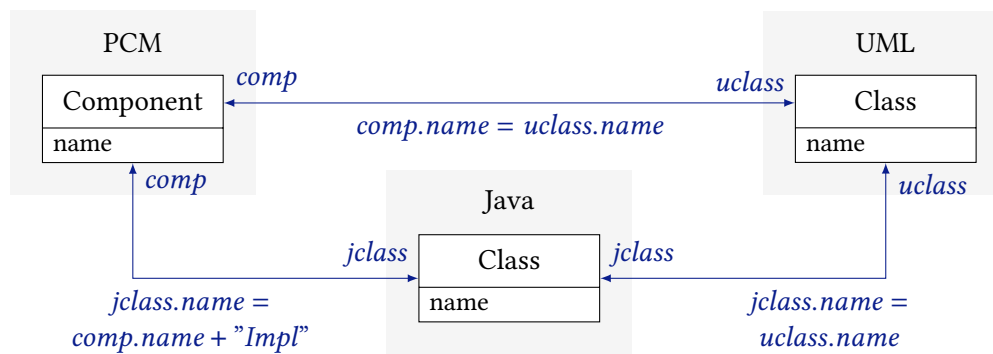 PCM
UML
comp
uclass
Component
Class
name
name
comp.name = uclass.name
comp
uclass
Java
jclass
jclass
Class
name
jclass.name =
comp.name + ”Impl”
jclass.name =
uclass.name